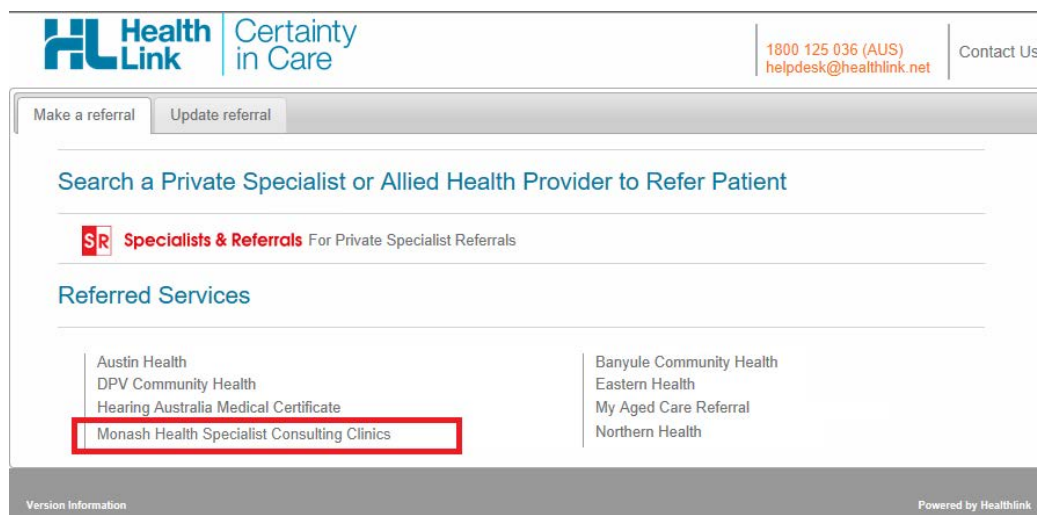 HL Health Link
Certainty in Care
1800 125 036 (AUS)
helpdesk@healthlink.net
Contact Us
Make a referral
Update referral
Search a Private Specialist or Allied Health Provider to Refer Patient
SR Specialists & Referrals For Private Specialist Referrals
Referred Services
Austin Health
DPV Community Health
Hearing Australia Medical Certificate
Monash Health Specialist Consulting Clinics
Banyule Community Health
Eastern Health
My Aged Care Referral
Northern Health
Version Information
Powered by Healthlink